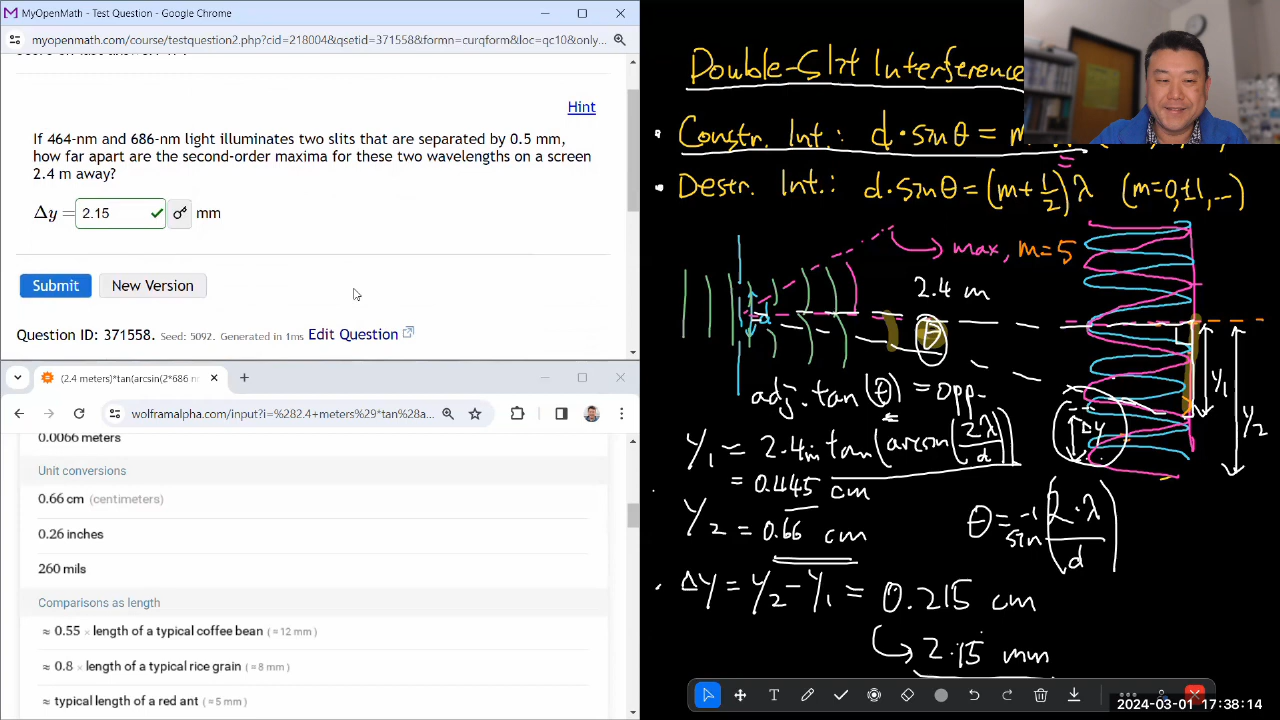 MyOpenMath - Test Question - Google Chrome
myopenmath.com/course/testquestion2.php?cid=218004&qsetid=371558&formn=curqform&loc=qc10&only...
Hint
If 464-nm and 686-nm light illuminates two slits that are separated by 0.5 mm,
how far apart are the second-order maxima for these two wavelengths on a screen
2.4 m away?
Δy = 2.15 mm
Submit New Version
Question ID: 371558. Seed: 5092. Generated in 1ms Edit Question
(2.4 meters)*tan(arcsin(2*686 n
wolframalpha.com/input?i=%282.4+meters%29*tan%28...
0.0066 meters
Unit conversions
0.66 cm (centimeters)
0.26 inches
260 mils
Comparisons as length
≈ 0.55 × length of a typical coffee bean (≈ 12 mm)
≈ 0.8 × length of a typical rice grain (≈ 8 mm)
≈ typical length of a red ant (≈ 5 mm)
Double-Slit Interference
• Constr. Int.: d·sinθ = m
• Destr. Int.: d·sinθ = (m+1/2)λ (m=0,±1,...)
max, m=5
2.4 m
d
θ
adj·tan(θ) = opp.
y1 = 2.4m tan(arcsin(2λ/d))
= 0.445 cm
y2 = 0.66 cm
θ = sin⁻¹(2·λ/d)
Δy
y1
y2
• Δy = y2 - y1 = 0.215 cm
2.15 mm
2024-03-01 17:38:14